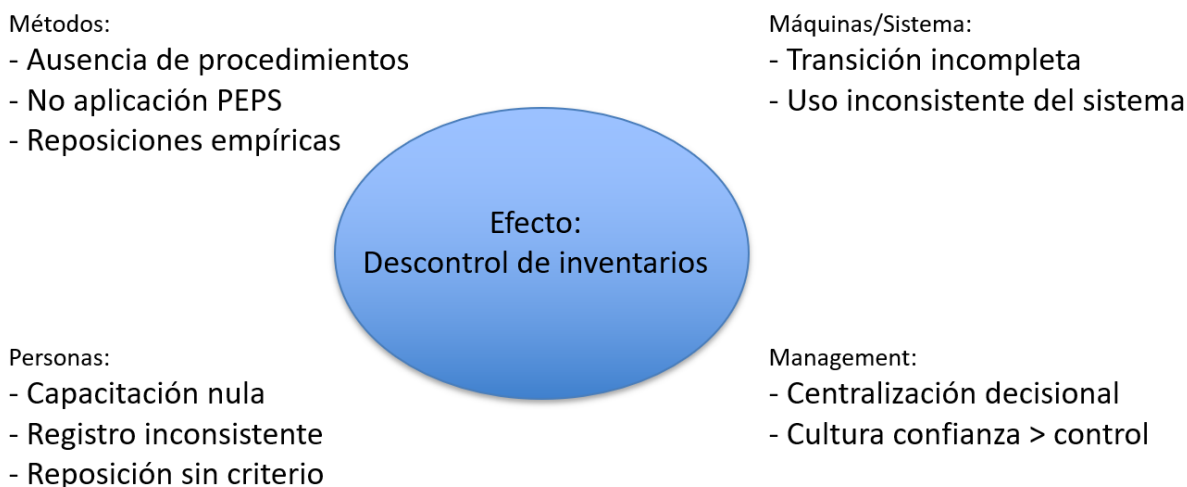 Métodos:
- Ausencia de procedimientos
- No aplicación PEPS
- Reposiciones empíricas
Máquinas/Sistema:
- Transición incompleta
- Uso inconsistente del sistema
Efecto:
Descontrol de inventarios
Personas:
- Capacitación nula
- Registro inconsistente
- Reposición sin criterio
Management:
- Centralización decisional
- Cultura confianza > control